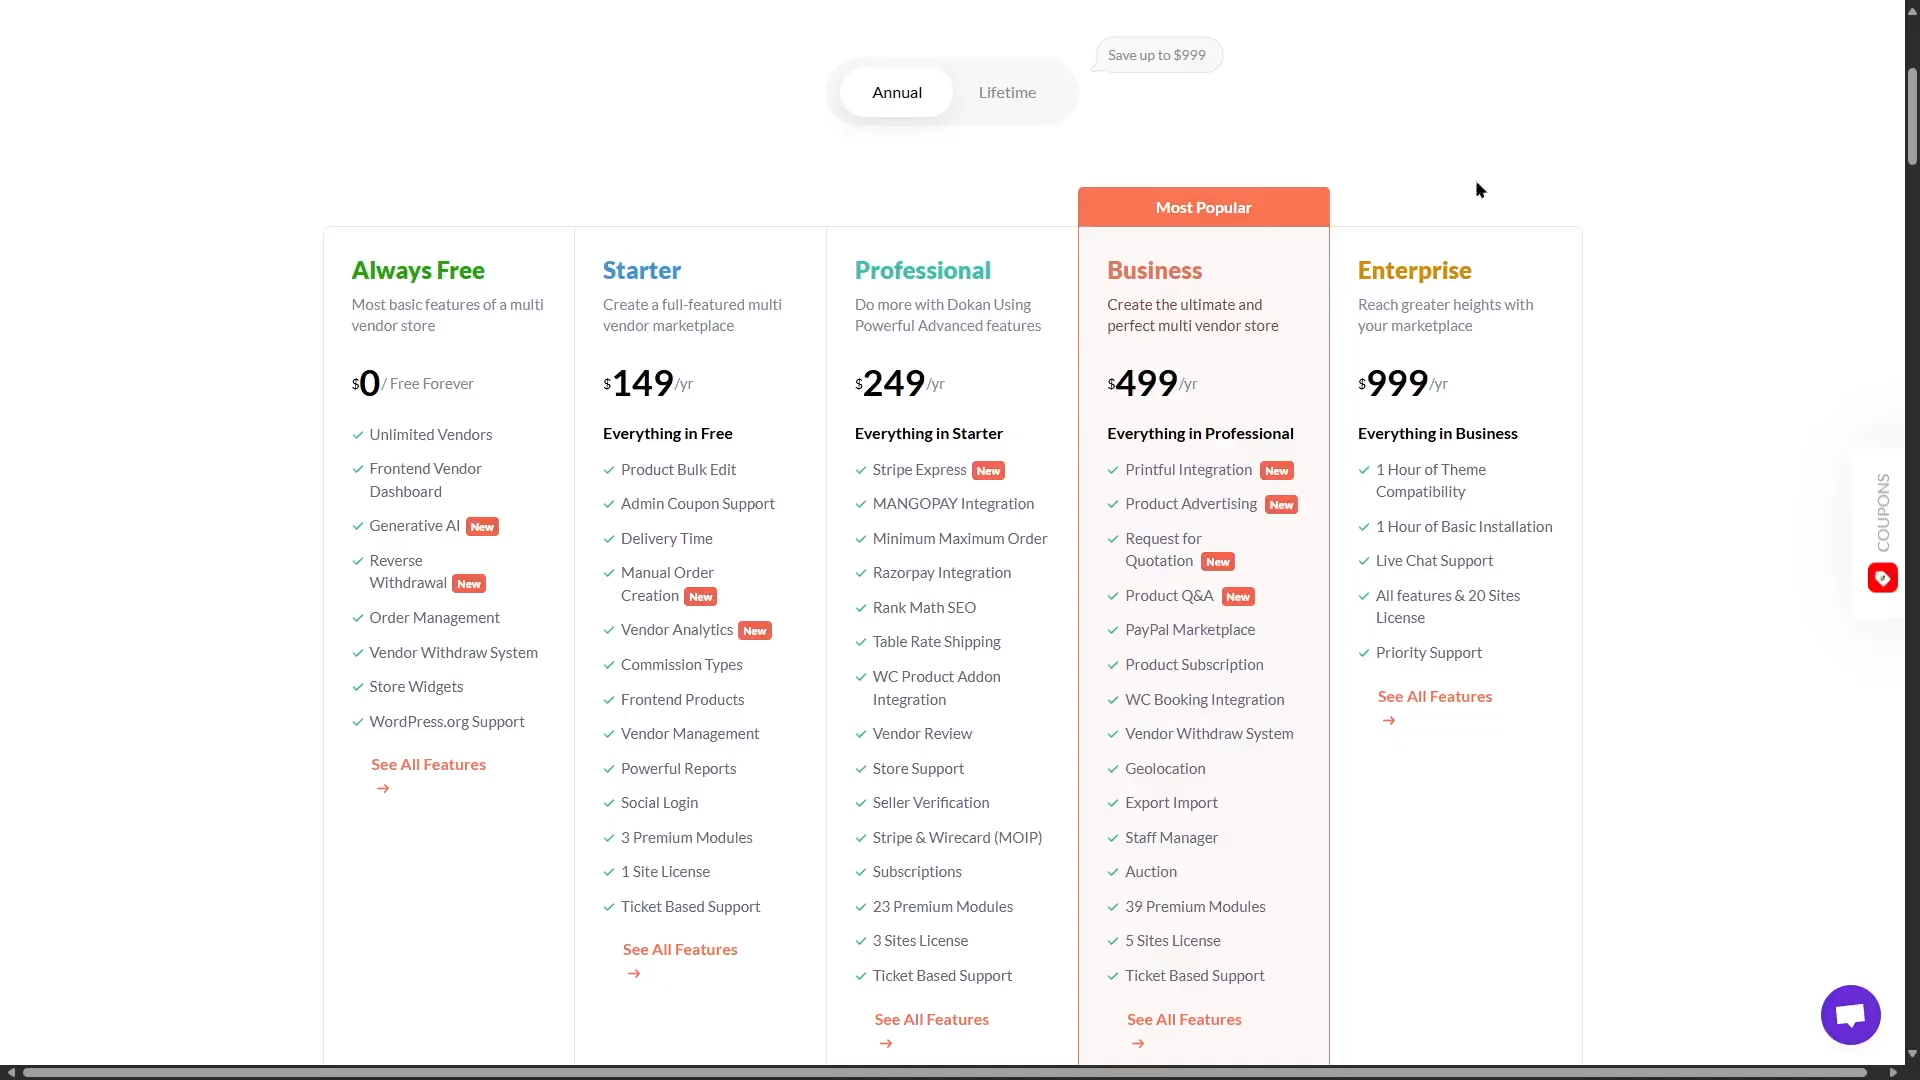 Save up to $999
Annual
Lifetime
Most Popular
Always Free
Most basic features of a multi
vendor store
$0/ Free Forever
Unlimited Vendors
Frontend Vendor
Dashboard
Generative AI New
Reverse
Withdrawal New
Order Management
Vendor Withdraw System
Store Widgets
WordPress.org Support
See All Features
→
Starter
Create a full-featured multi
vendor marketplace
$149/yr
Everything in Free
Product Bulk Edit
Admin Coupon Support
Delivery Time
Manual Order
Creation New
Vendor Analytics New
Commission Types
Frontend Products
Vendor Management
Powerful Reports
Social Login
3 Premium Modules
1 Site License
Ticket Based Support
See All Features
→
Professional
Do more with Dokan Using
Powerful Advanced features
$249/yr
Everything in Starter
Stripe Express New
MANGOPAY Integration
Minimum Maximum Order
Razorpay Integration
Rank Math SEO
Table Rate Shipping
WC Product Addon
Integration
Vendor Review
Store Support
Seller Verification
Stripe & Wirecard (MOIP)
Subscriptions
23 Premium Modules
3 Sites License
Ticket Based Support
See All Features
→
Business
Create the ultimate and
perfect multi vendor store
$499/yr
Everything in Professional
Printful Integration New
Product Advertising New
Request for
Quotation New
Product Q&A New
PayPal Marketplace
Product Subscription
WC Booking Integration
Vendor Withdraw System
Geolocation
Export Import
Staff Manager
Auction
39 Premium Modules
5 Sites License
Ticket Based Support
See All Features
→
Enterprise
Reach greater heights with
your marketplace
$999/yr
Everything in Business
1 Hour of Theme
Compatibility
1 Hour of Basic Installation
Live Chat Support
All features & 20 Sites
License
Priority Support
See All Features
→
COUPONS